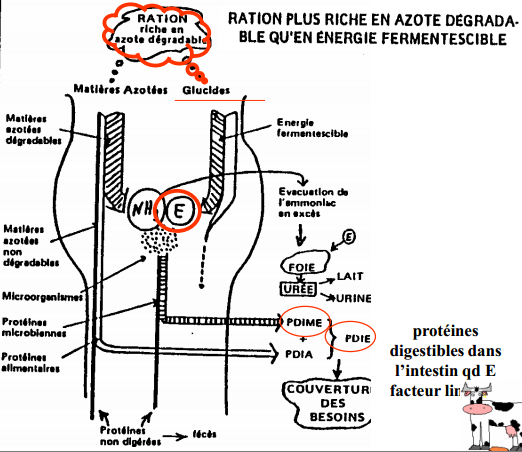 RATION
riche en
azote dégradable
RATION PLUS RICHE EN AZOTE DÉGRADA-
BLE QU'EN ÉNERGIE FERMENTESCIBLE
Matières Azotées
Glucides
Matières
azotées
dégradables
Energie
fermentescible
NH
E
Evacuation de
l'ammoniac
en excès
E
Matières
azotées
non
dégradables
FOIE
LAIT
URÉE
URINE
Microorganismes
Protéines
microbiennes
PDIME
+
PDIA
PDIE
Protéines
alimentaires
protéines
digestibles dans
l'intestin qd E
facteur
COUVERTURE
DES
BESOINS
Protéines
non digérées
fécès